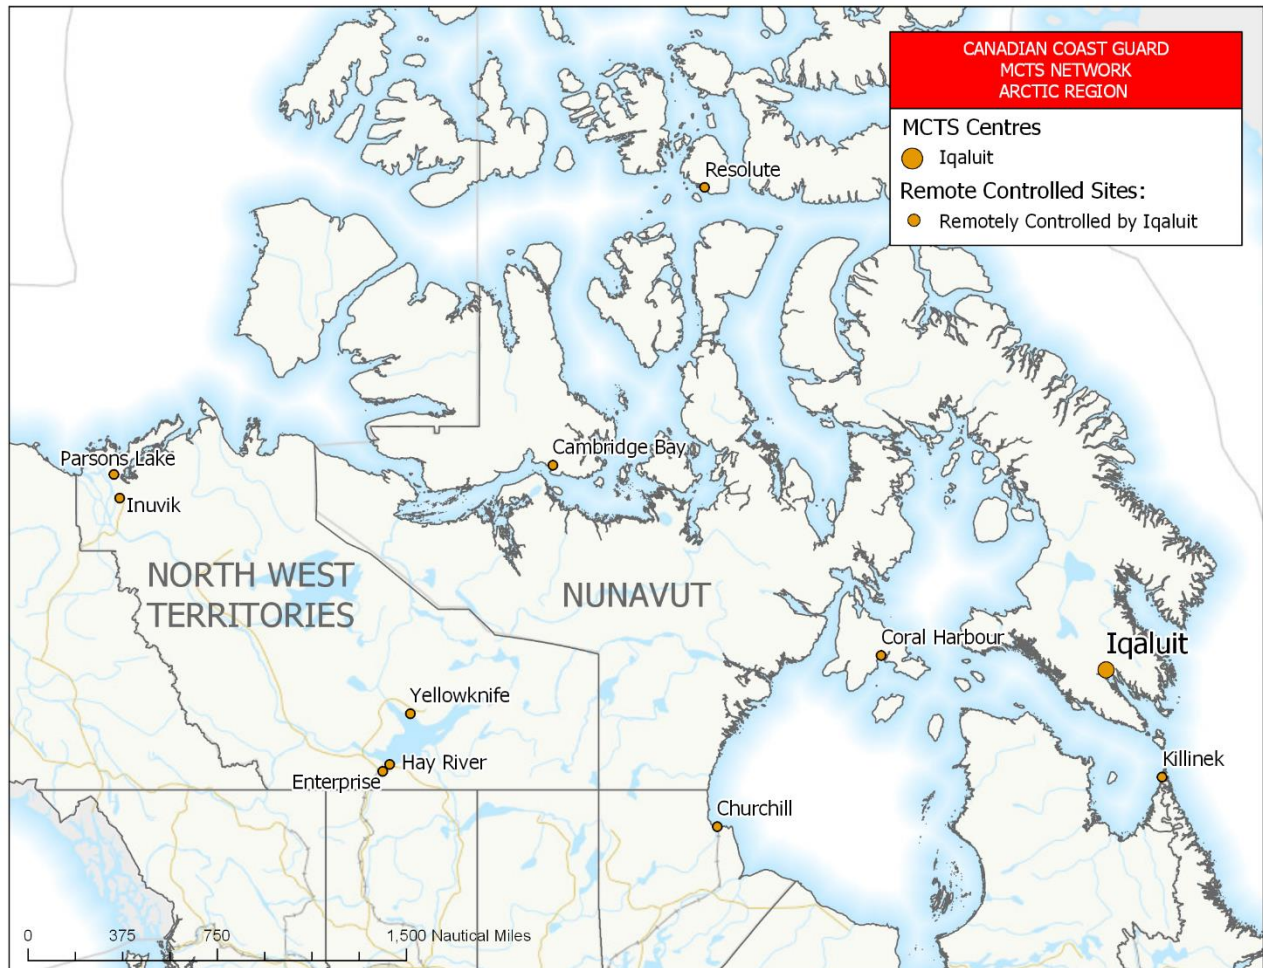 CANADIAN COAST GUARD
MCTS NETWORK
ARCTIC REGION
MCTS Centres
Iqaluit
Remote Controlled Sites:
Remotely Controlled by Iqaluit
Resolute
Cambridge Bay
Parsons Lake
Inuvik
NORTH WEST
TERRITORIES
NUNAVUT
Coral Harbour
Iqaluit
Yellowknife
Hay River
Enterprise
Killinek
Churchill
0 375 750 1,500 Nautical Miles